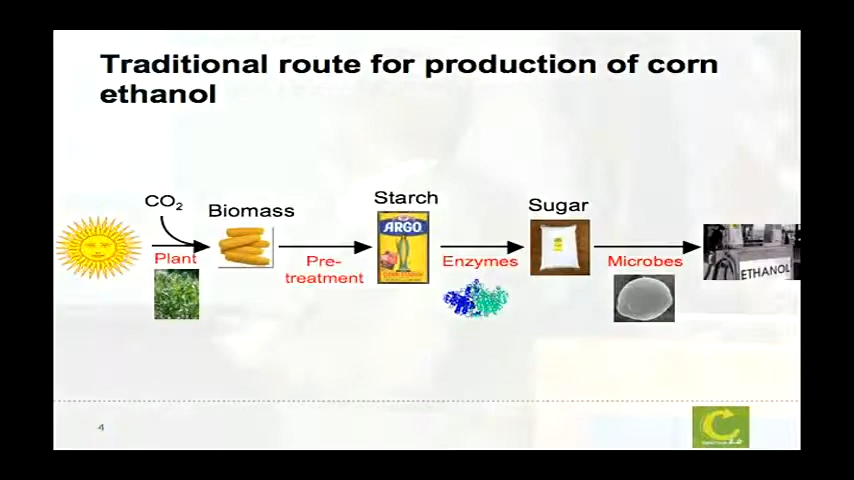 Traditional route for production of corn
ethanol
CO₂
Biomass
Starch
Sugar
ARGO
Plant
Pre-
treatment
Enzymes
Microbes
ETHANOL
4